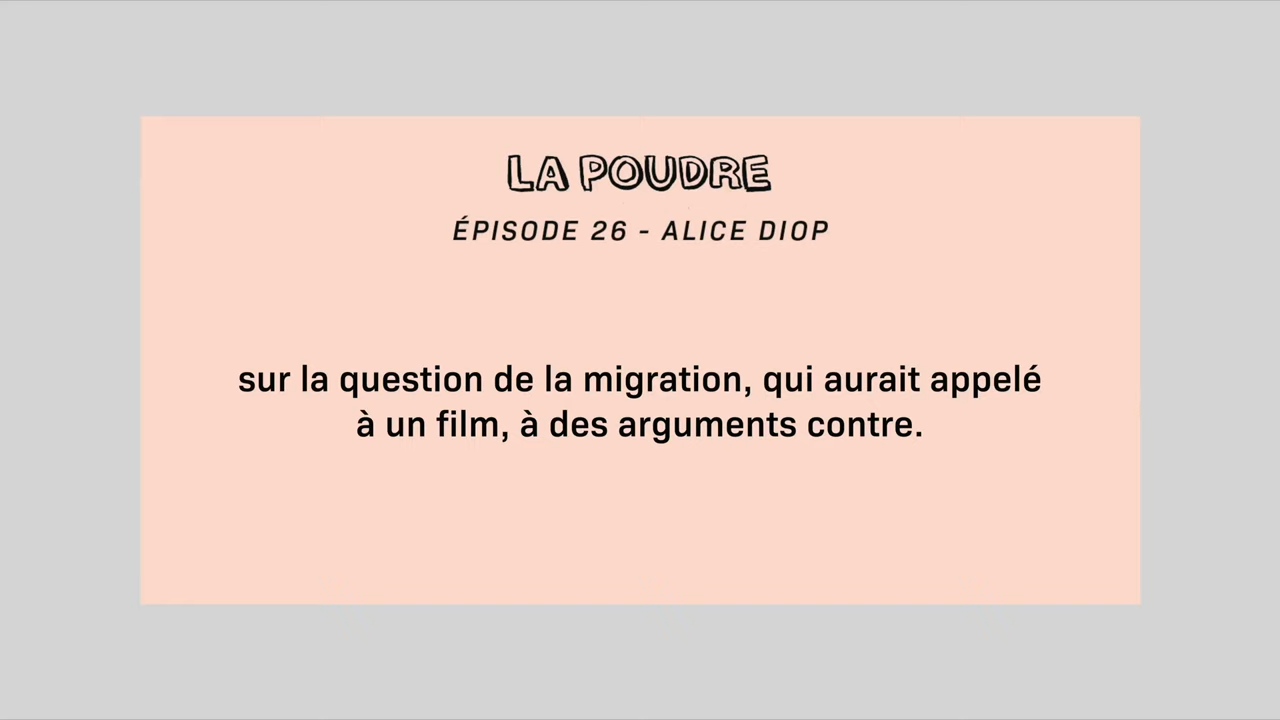 LA POUDRE
ÉPISODE 26 - ALICE DIOP
sur la question de la migration, qui aurait appelé
à un film, à des arguments contre.